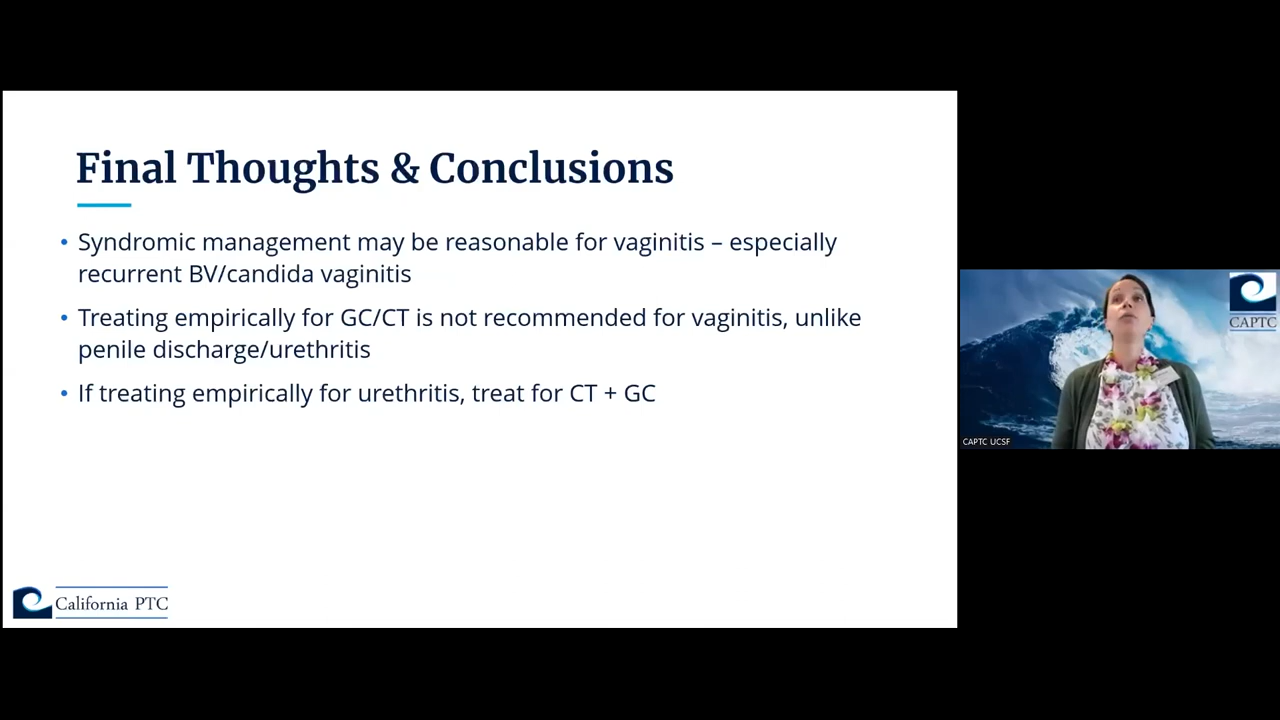 Final Thoughts & Conclusions
• Syndromic management may be reasonable for vaginitis – especially
recurrent BV/candida vaginitis
• Treating empirically for GC/CT is not recommended for vaginitis, unlike
penile discharge/urethritis
• If treating empirically for urethritis, treat for CT + GC
California PTC
CAPTC
CAPTC UCSF